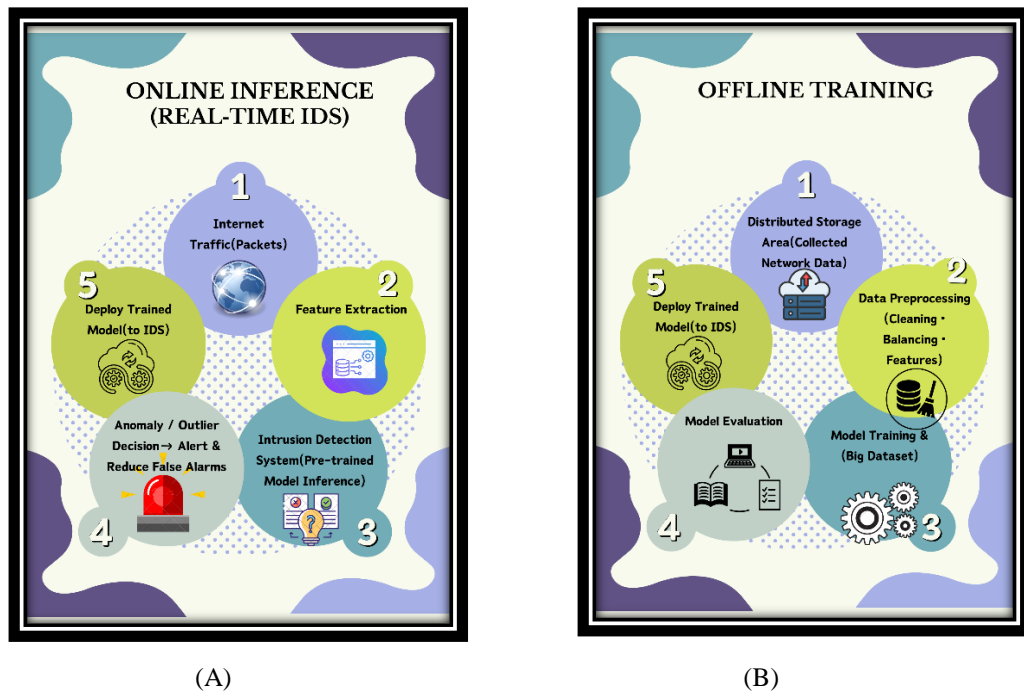 ONLINE INFERENCE
(REAL-TIME IDS)
1
Internet
Traffic(Packets)
2
Feature Extraction
3
Intrusion Detection
System(Pre-trained
Model Inference)
4
Anomaly / Outlier
Decision→ Alert &
Reduce False Alarms
5
Deploy Trained
Model(to IDS)
(A)
OFFLINE TRAINING
1
Distributed Storage
Area(Collected
Network Data)
2
Data Preprocessing
(Cleaning ·
Balancing ·
Features)
3
Model Training &
(Big Dataset)
4
Model Evaluation
5
Deploy Trained
Model(to IDS)
(B)